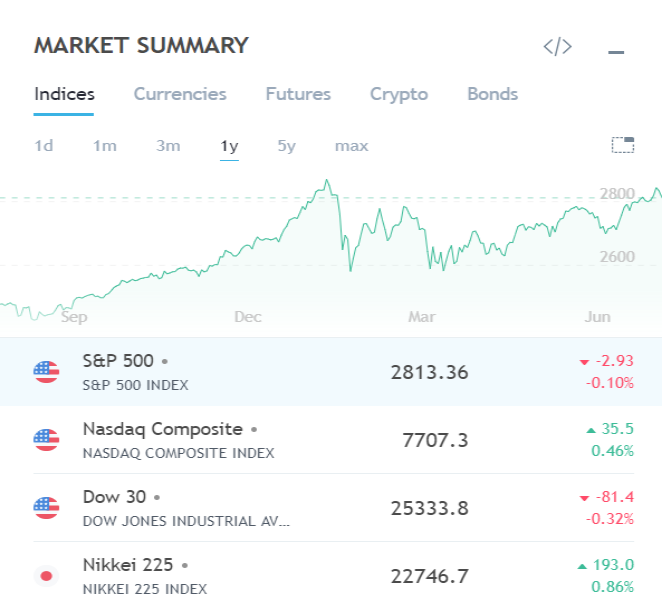 MARKET SUMMARY </>
Indices Currencies Futures Crypto Bonds
1d 1m 3m 1y 5y max
2800
2600
Sep Dec Mar Jun
S&P 500 • 2813.36 -2.93
S&P 500 INDEX -0.10%
Nasdaq Composite • 7707.3 35.5
NASDAQ COMPOSITE INDEX 0.46%
Dow 30 • 25333.8 -81.4
DOW JONES INDUSTRIAL AV... -0.32%
Nikkei 225 • 22746.7 193.0
NIKKEI 225 INDEX 0.86%